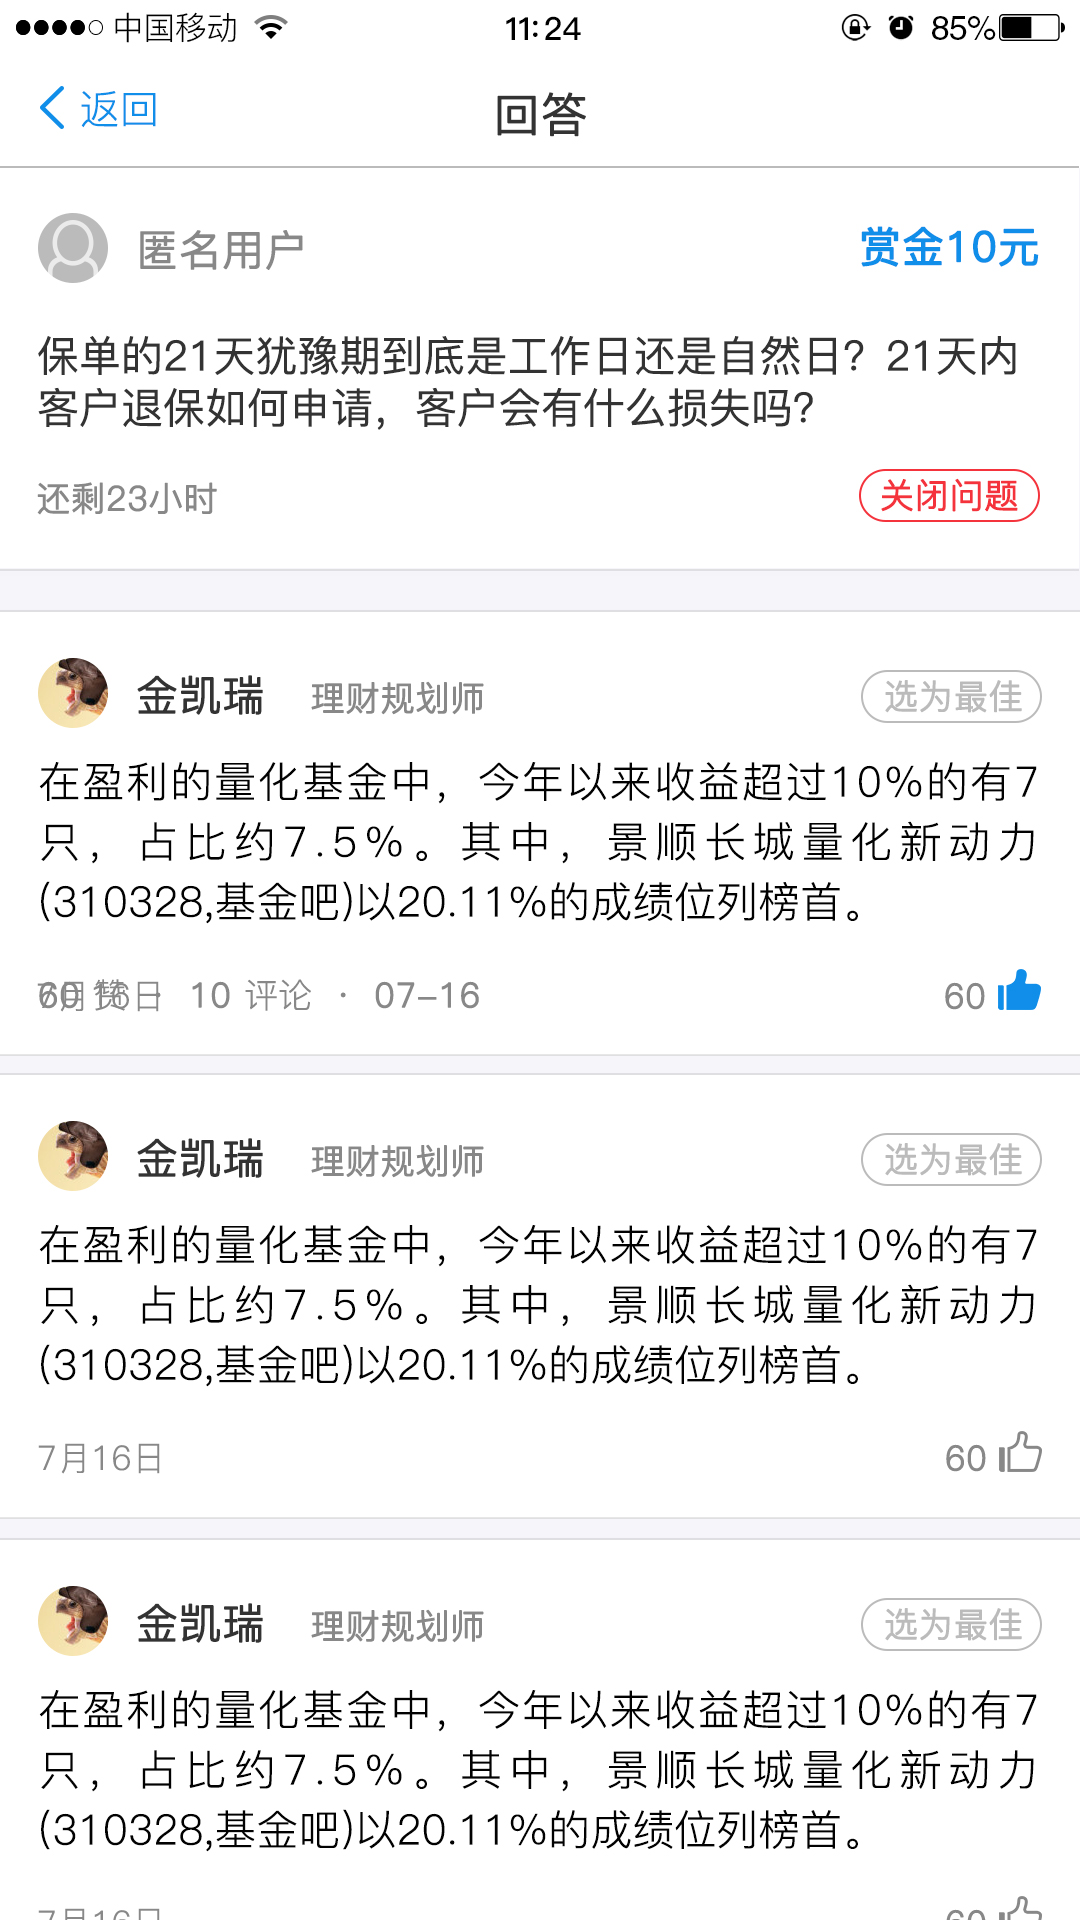 中国移动
11:24
85%
返回
回答
匿名用户
赏金10元
保单的21天犹豫期到底是工作日还是自然日？21天内
客户退保如何申请，客户会有什么损失吗？
还剩23小时
关闭问题
金凯瑞 理财规划师
选为最佳
在盈利的量化基金中，今年以来收益超过10%的有7
只，占比约7.5%。其中，景顺长城量化新动力
(310328,基金吧)以20.11%的成绩位列榜首。
60 赞 · 10 评论 · 07-16
7月16日
60
金凯瑞 理财规划师
选为最佳
在盈利的量化基金中，今年以来收益超过10%的有7
只，占比约7.5%。其中，景顺长城量化新动力
(310328,基金吧)以20.11%的成绩位列榜首。
7月16日
60
金凯瑞 理财规划师
选为最佳
在盈利的量化基金中，今年以来收益超过10%的有7
只，占比约7.5%。其中，景顺长城量化新动力
(310328,基金吧)以20.11%的成绩位列榜首。
7月16日
60